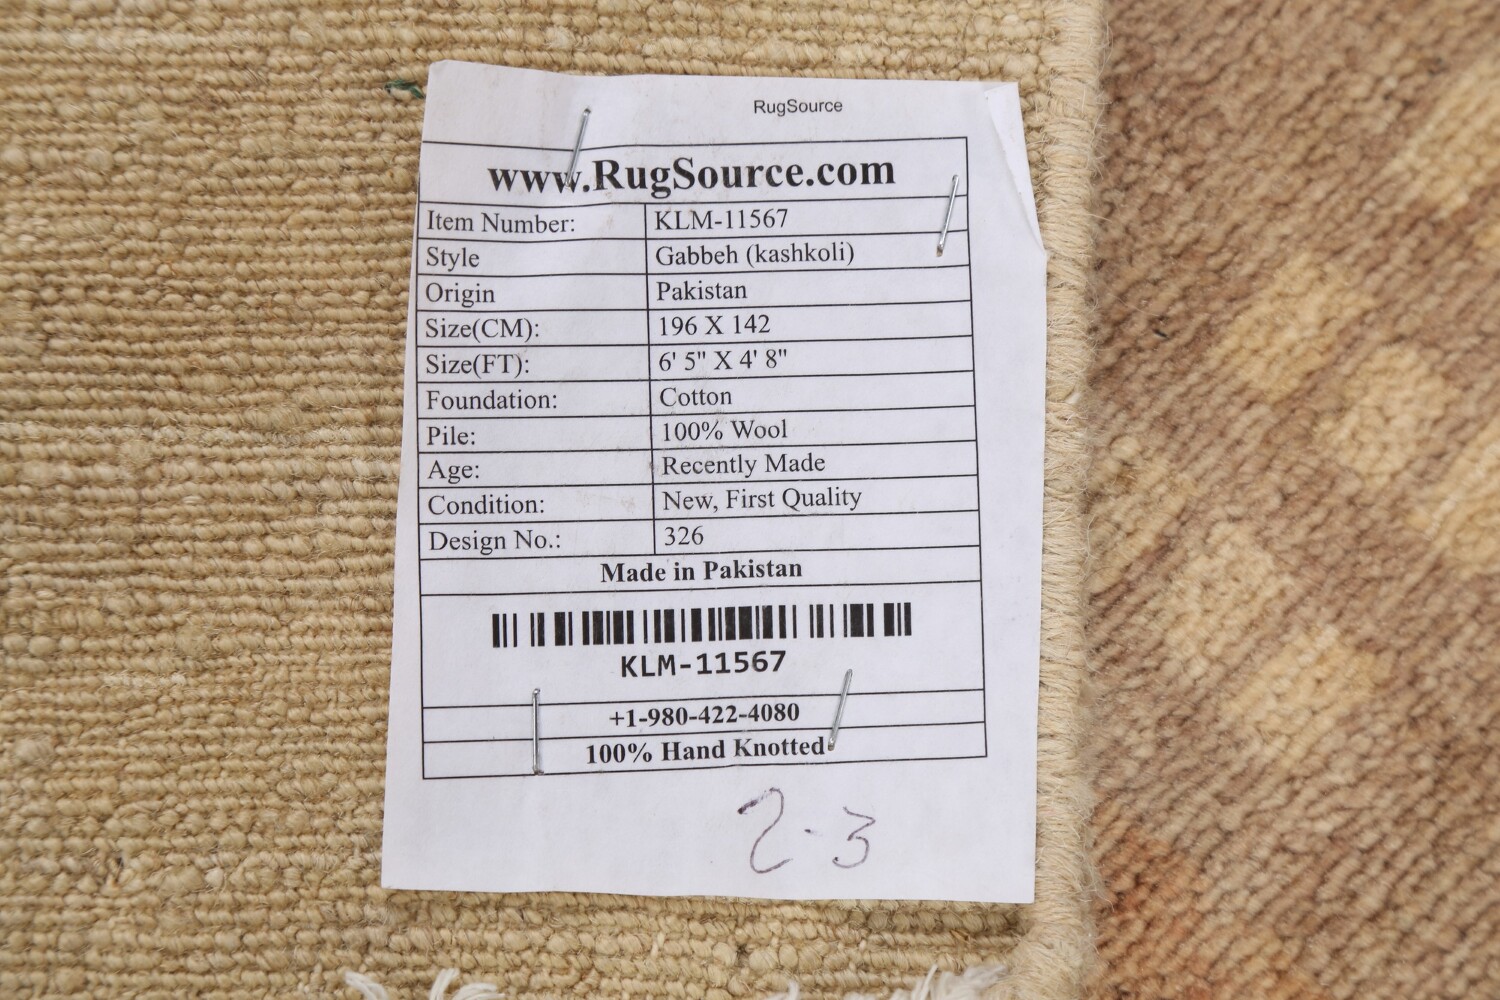 RugSource
www.RugSource.com
Item Number: KLM-11567
Style Gabbeh (kashkoli)
Origin Pakistan
Size(CM): 196 X 142
Size(FT): 6' 5" X 4' 8"
Foundation: Cotton
Pile: 100% Wool
Age: Recently Made
Condition: New, First Quality
Design No.: 326
Made in Pakistan
KLM-11567
+1-980-422-4080
100% Hand Knotted
2-3